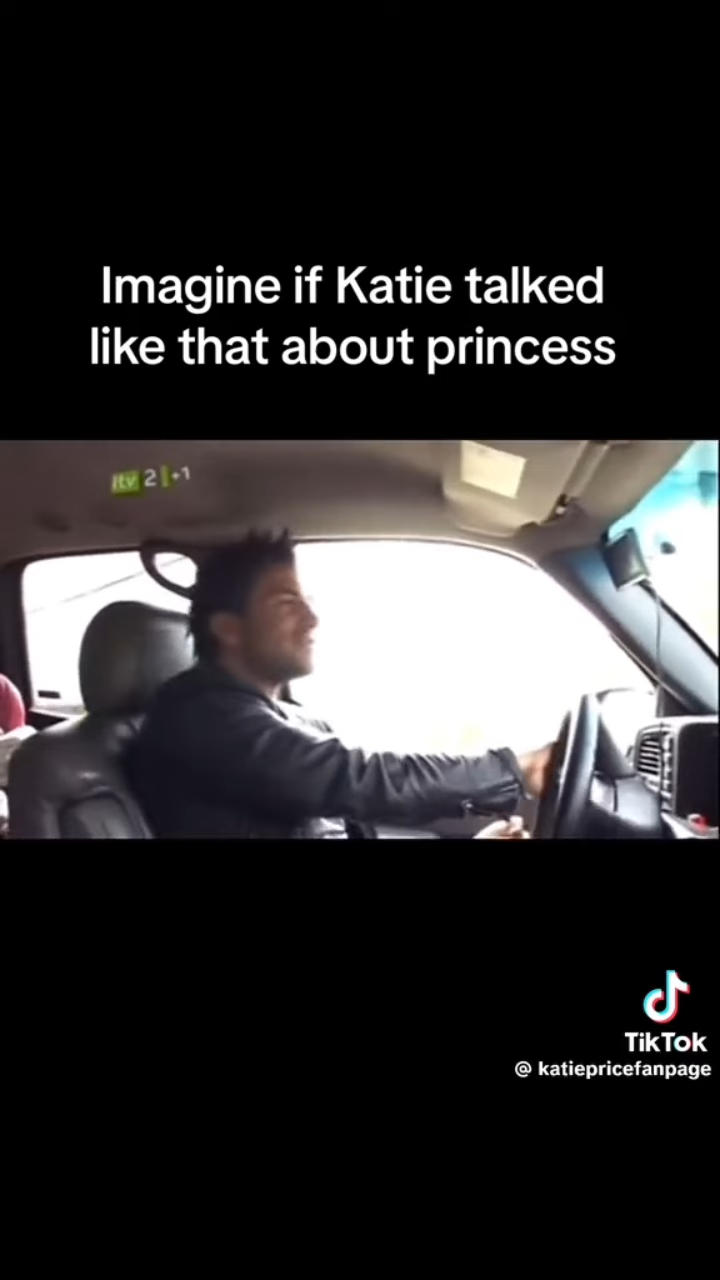 Imagine if Katie talked
like that about princess
itv 2 +1
TikTok
@ katiepricefanpage